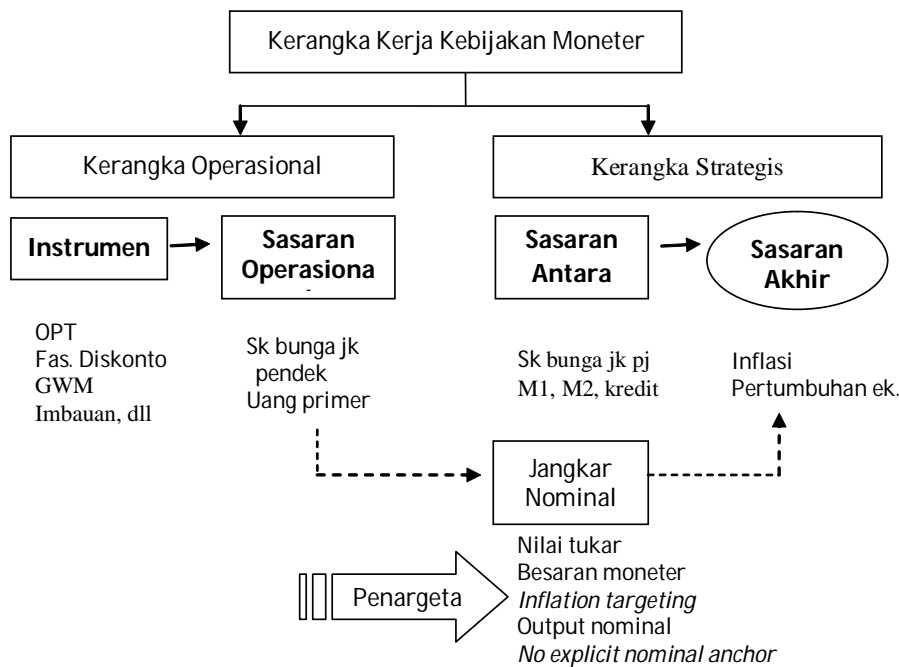 Kerangka Kerja Kebijakan Moneter
Kerangka Operasional
Kerangka Strategis
Instrumen
Sasaran
Operasiona
Sasaran
Antara
Sasaran
Akhir
OPT
Fas. Diskonto
GWM
Imbauan, dll
Sk bunga jk
pendek
Uang primer
Sk bunga jk pj
M1, M2, kredit
Inflasi
Pertumbuhan ek.
Jangkar
Nominal
Penargeta
Nilai tukar
Besaran moneter
Inflation targeting
Output nominal
No explicit nominal anchor